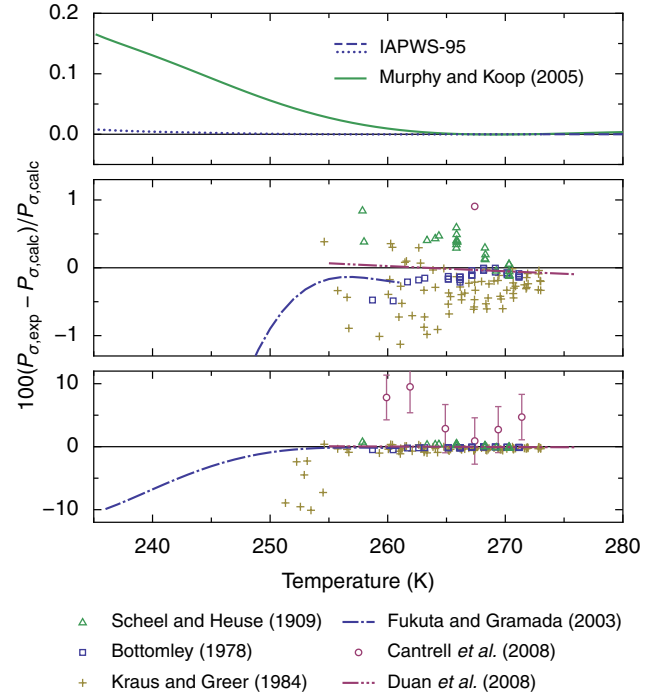 0.2
0.1
0.0
IAPWS-95
Murphy and Koop (2005)
100(Pσ,exp − Pσ,calc)/Pσ,calc
1
0
−1
10
0
−10
240 250 260 270 280
Temperature (K)
Scheel and Heuse (1909)
Bottomley (1978)
Kraus and Greer (1984)
Fukuta and Gramada (2003)
Cantrell et al. (2008)
Duan et al. (2008)